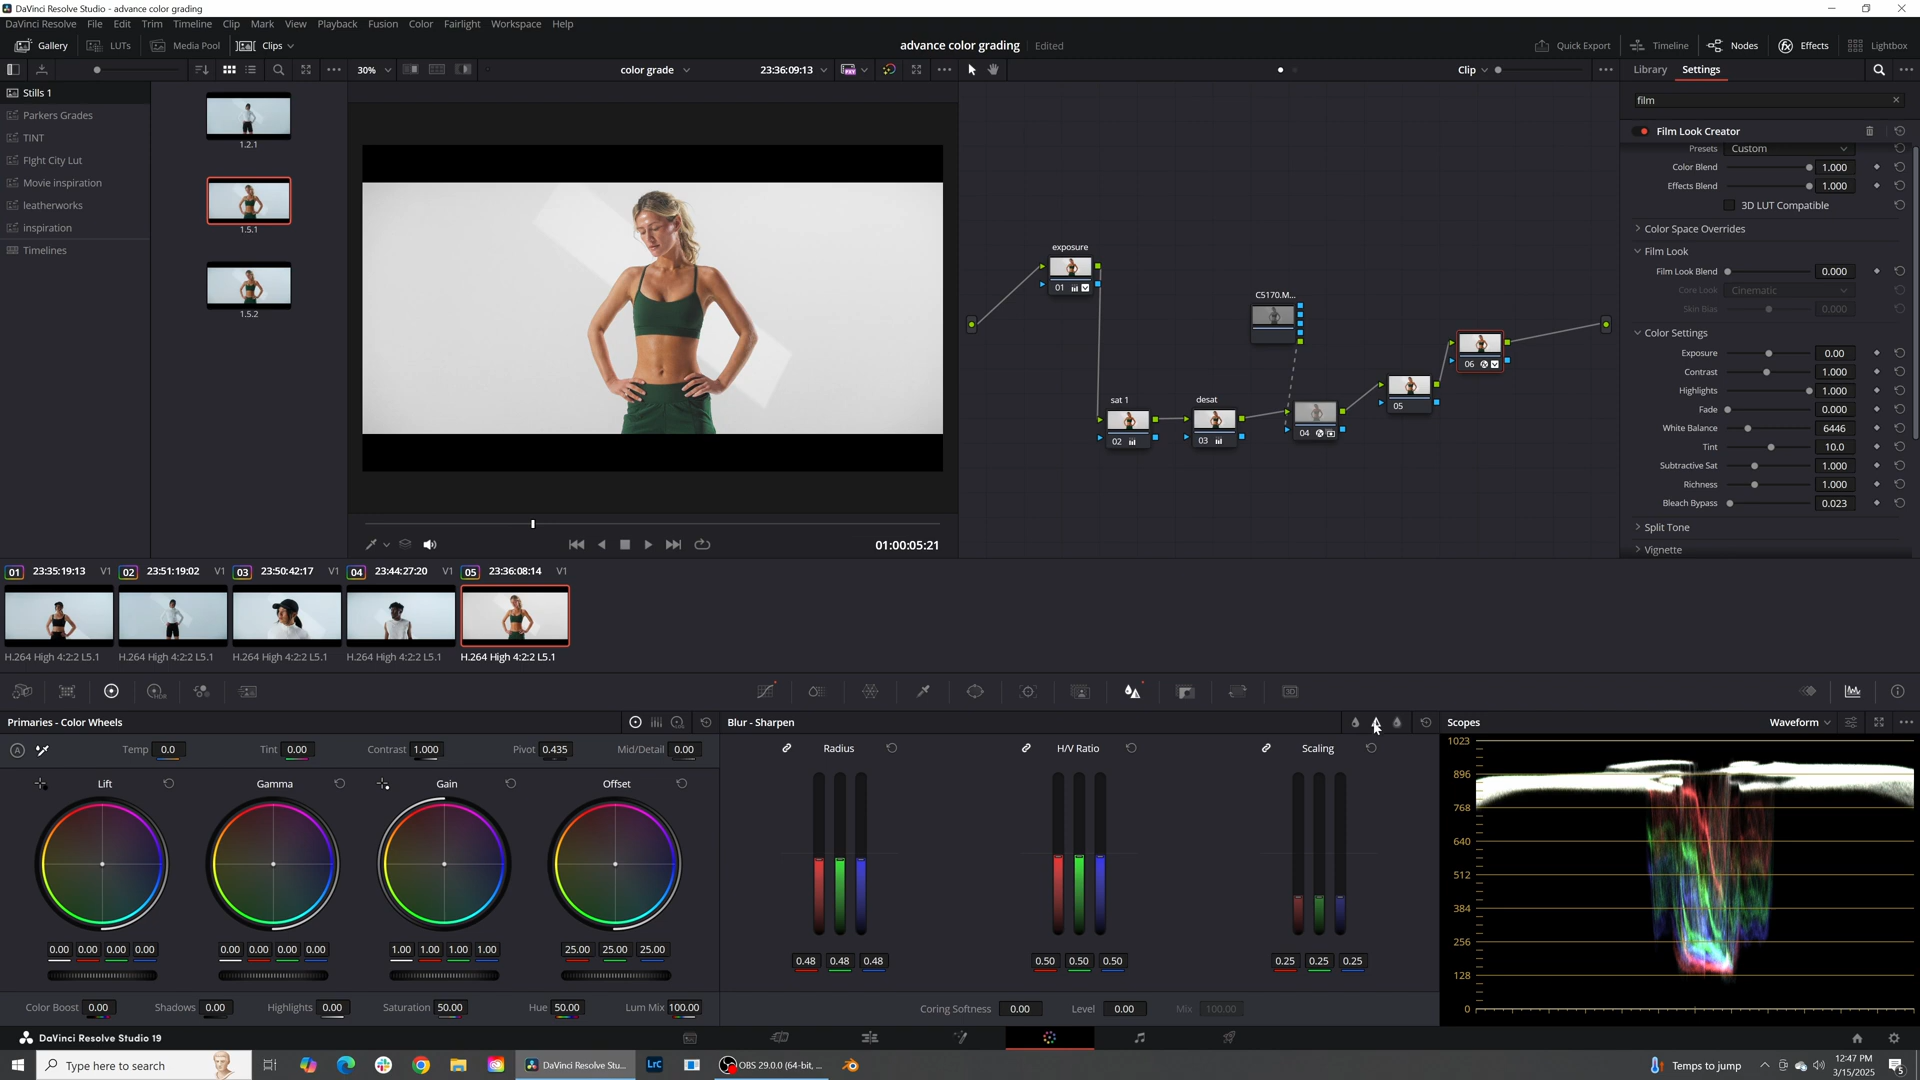 DaVinci Resolve Studio - advance color grading
DaVinci Resolve File Edit Trim Timeline Clip Mark View Playback Fusion Color Fairlight Workspace Help
Gallery LUTs Media Pool Clips advance color grading Edited Quick Export Timeline Nodes Effects Lightbox
30% color grade 23:36:09:13 Clip Library Settings
Stills 1
Parkers Grades
TINT
FIght City Lut
Movie inspiration
leatherworks
inspiration
Timelines
1.2.1
1.5.1
1.5.2
01:00:05:21
exposure
01
sat 1
02
desat
03
C5170.M...
04
05
06
film
Film Look Creator
Presets Custom
Color Blend 1.000
Effects Blend 1.000
3D LUT Compatible
Color Space Overrides
Film Look
Film Look Blend 0.000
Core Look Cinematic
Skin Bias 0.000
Color Settings
Exposure 0.00
Contrast 1.000
Highlights 1.000
Fade 0.000
White Balance 6446
Tint 10.0
Subtractive Sat 1.000
Richness 1.000
Bleach Bypass 0.023
Split Tone
Vignette
01 23:35:19:13 V1 02 23:51:19:02 V1 03 23:50:42:17 V1 04 23:44:27:20 V1 05 23:36:08:14 V1
H.264 High 4:2:2 L5.1 H.264 High 4:2:2 L5.1 H.264 High 4:2:2 L5.1 H.264 High 4:2:2 L5.1 H.264 High 4:2:2 L5.1
HDR
3D
Primaries - Color Wheels
A Temp 0.0 Tint 0.00 Contrast 1.000 Pivot 0.435 Mid/Detail 0.00
Lift Gamma Gain Offset
0.00 0.00 0.00 0.00 0.00 0.00 0.00 0.00 1.00 1.00 1.00 1.00 25.00 25.00 25.00
Color Boost 0.00 Shadows 0.00 Highlights 0.00 Saturation 50.00 Hue 50.00 Lum Mix 100.00
Blur - Sharpen
Radius H/V Ratio Scaling
0.48 0.48 0.48 0.50 0.50 0.50 0.25 0.25 0.25
Coring Softness 0.00 Level 0.00 Mix 100.00
Scopes Waveform
1023
896
768
640
512
384
256
128
0
DaVinci Resolve Studio 19
Type here to search
DaVinci Resolve Stu...
LrC
OBS 29.0.0 (64-bit, ...
Temps to jump
12:47 PM
3/15/2025
5